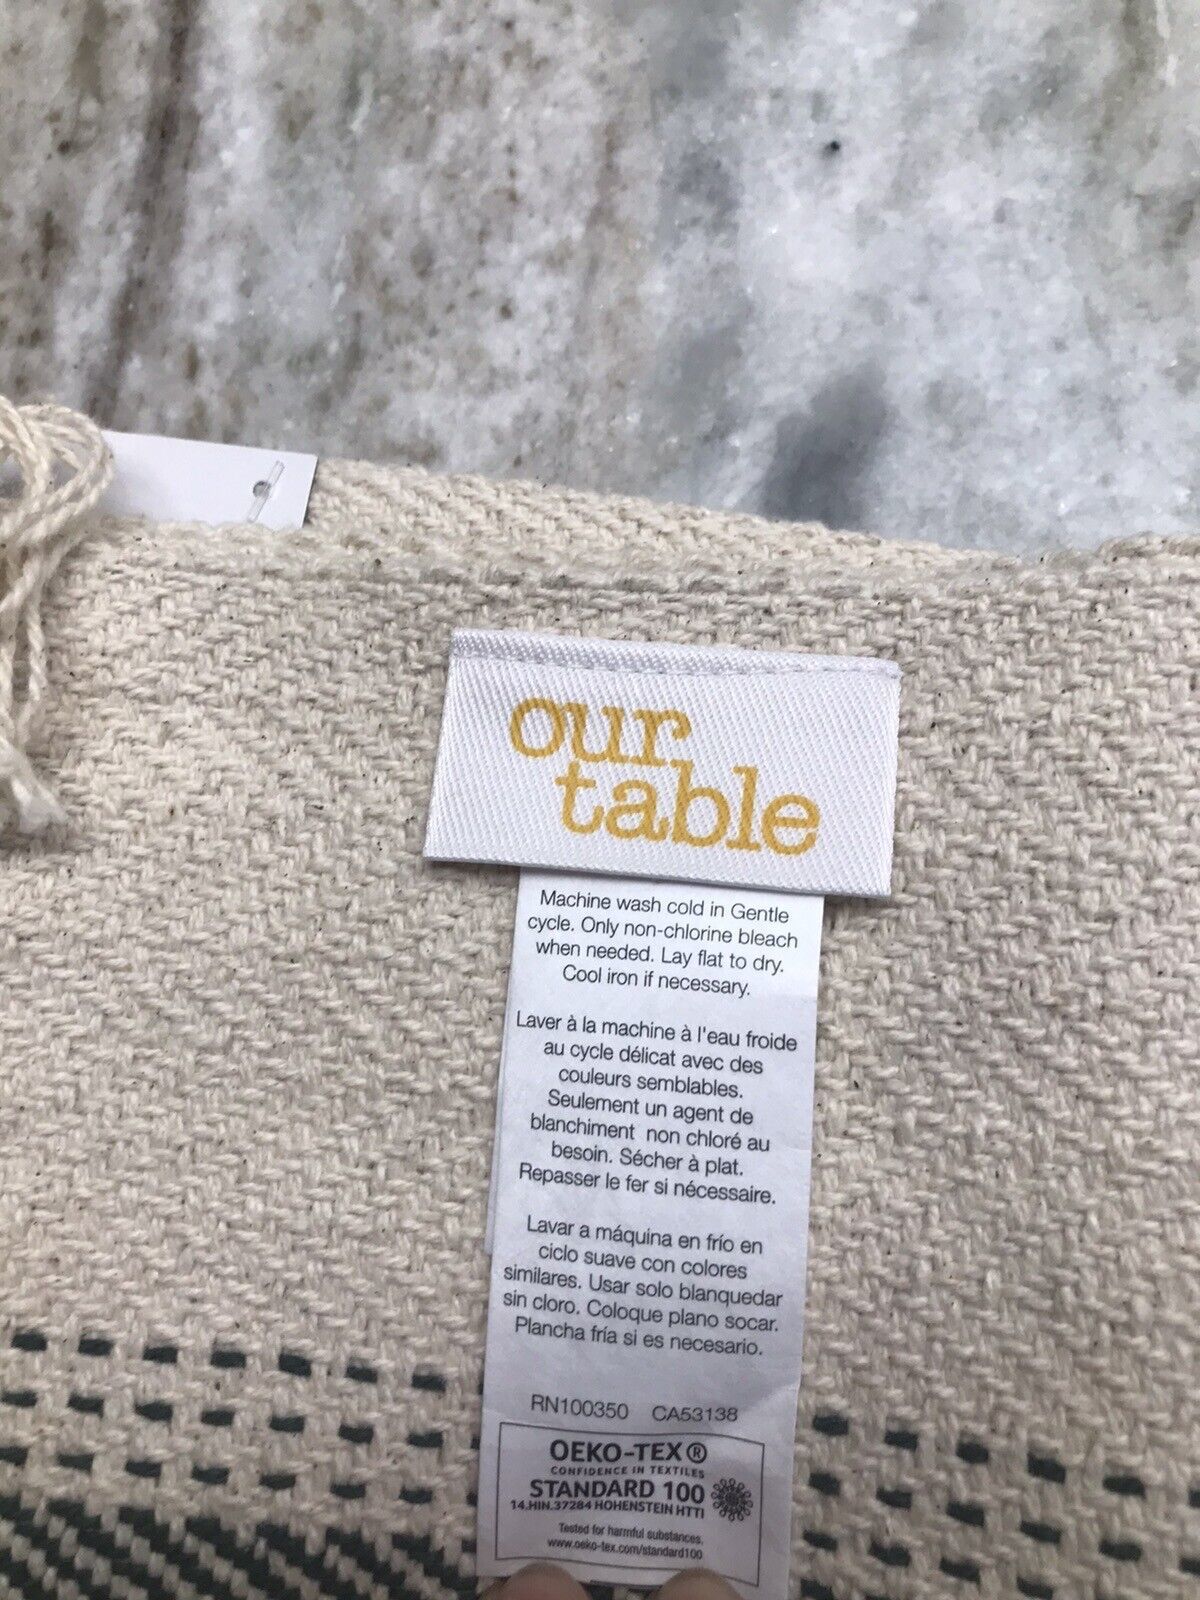 our
table
Machine wash cold in Gentle
cycle. Only non-chlorine bleach
when needed. Lay flat to dry.
Cool iron if necessary.
Laver à la machine à l'eau froide
au cycle délicat avec des
couleurs semblables.
Seulement un agent de
blanchiment non chloré au
besoin. Sécher à plat.
Repasser le fer si nécessaire.
Lavar a máquina en frío en
ciclo suave con colores
similares. Usar solo blanquedar
sin cloro. Coloque plano socar.
Plancha fría si es necesario.
RN100350 CA53138
OEKO-TEX®
CONFIDENCE IN TEXTILES
STANDARD 100
14.HIN.37284 HOHENSTEIN HTTI
Tested for harmful substances.
www.oeko-tex.com/standard100